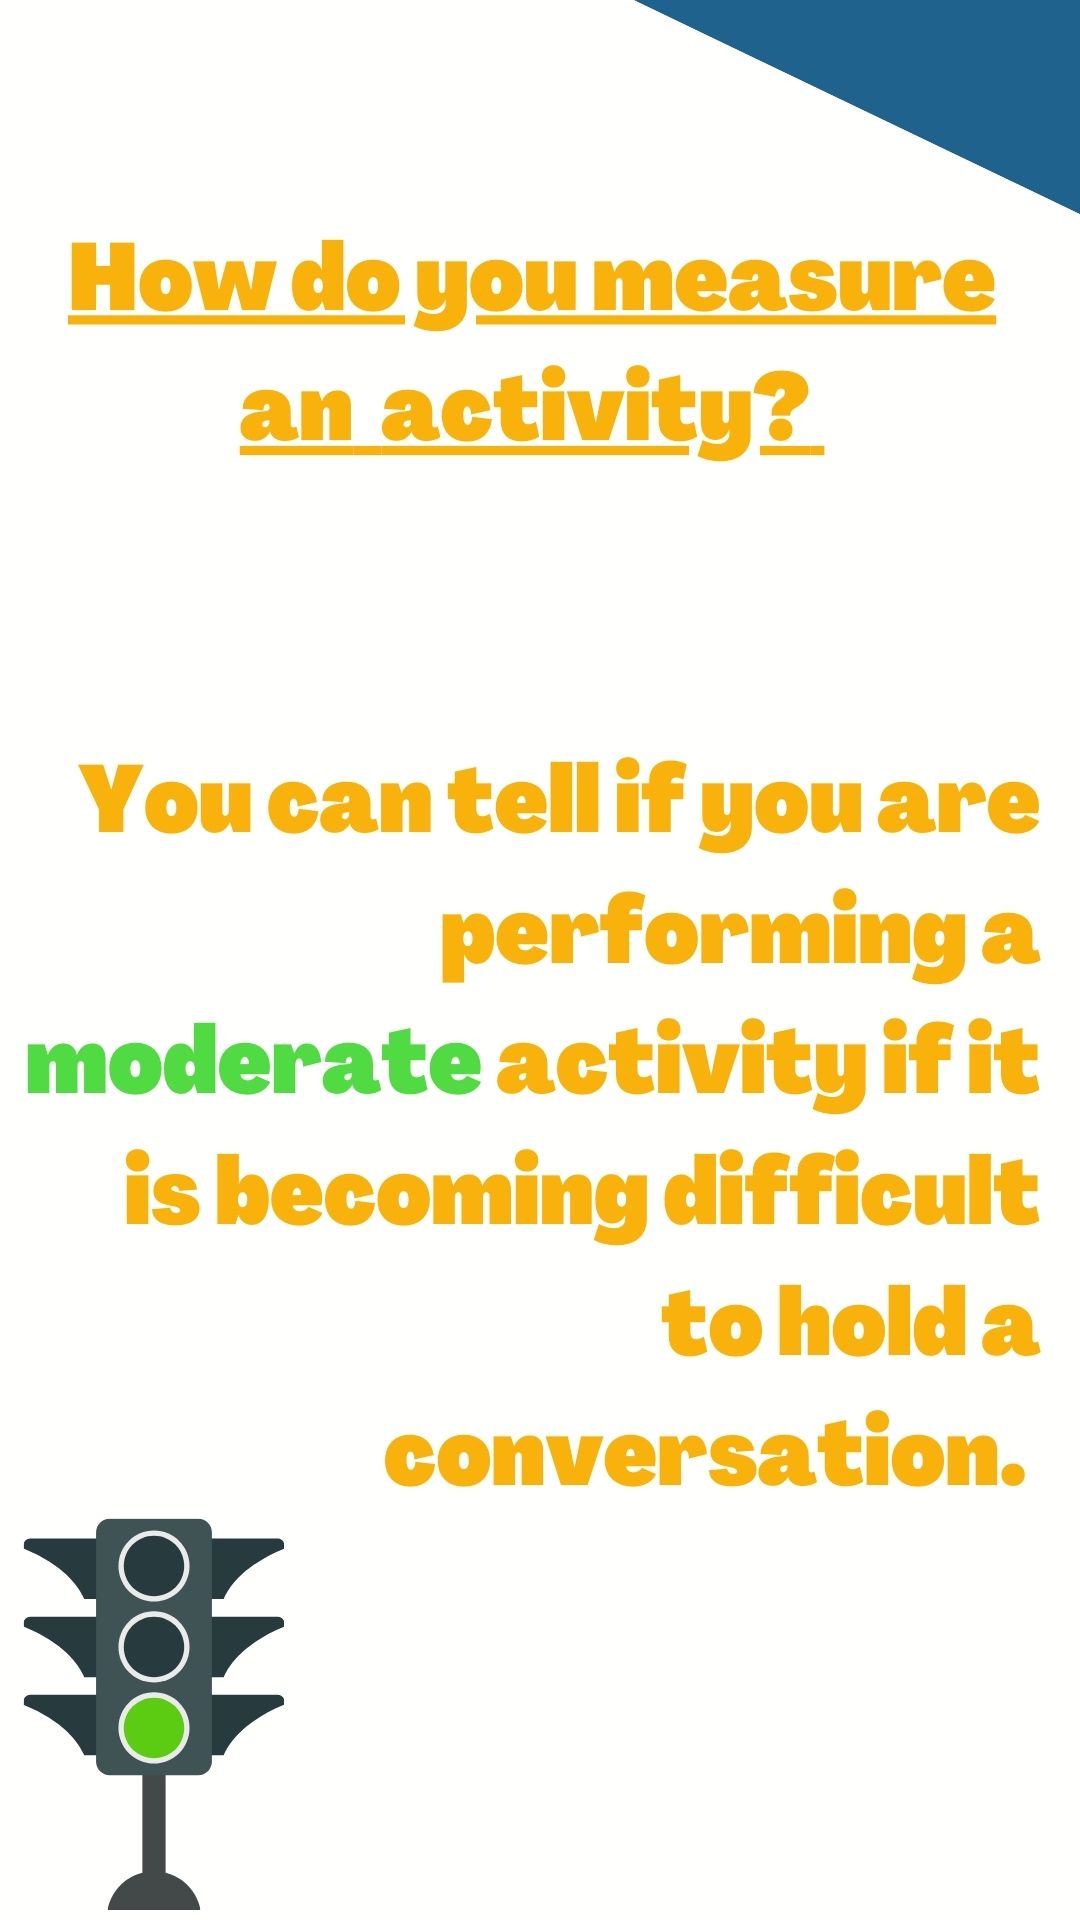 How do you measure
an activity?
You can tell if you are
performing a
moderate activity if it
is becoming difficult
to hold a
conversation.